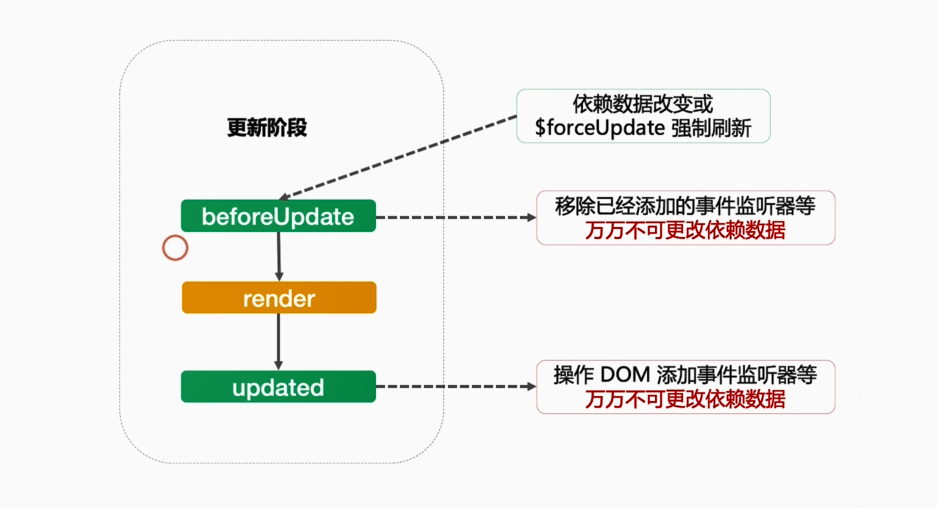 更新阶段
依赖数据改变或
$forceUpdate 强制刷新
beforeUpdate
移除已经添加的事件监听器等
万万不可更改依赖数据
render
updated
操作 DOM 添加事件监听器等
万万不可更改依赖数据